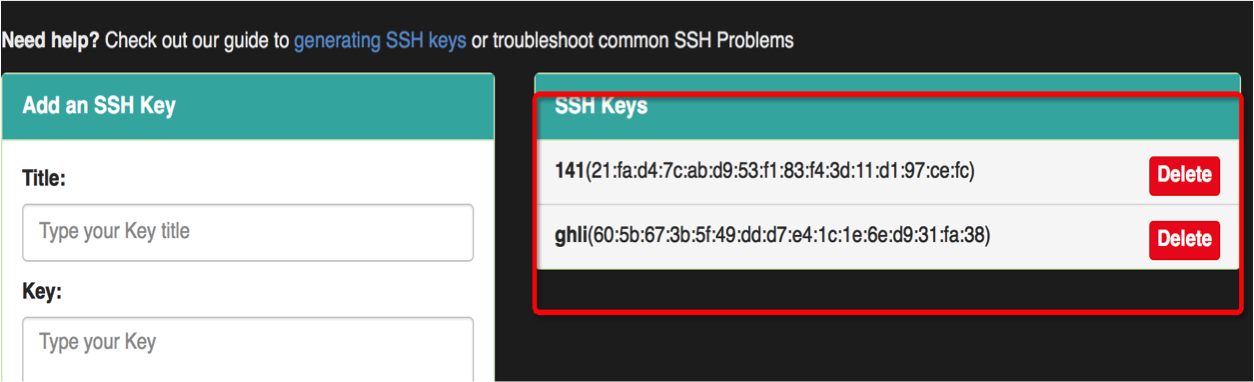 Need help? Check out our guide to generating SSH keys or troubleshoot common SSH Problems
Add an SSH Key
Title:
Type your Key title
Key:
Type your Key
SSH Keys
141(21:fa:d4:7c:ab:d9:53:f1:83:f4:3d:11:d1:97:ce:fc)
Delete
ghli(60:5b:67:3b:5f:49:dd:d7:e4:1c:1e:6e:d9:31:fa:38)
Delete